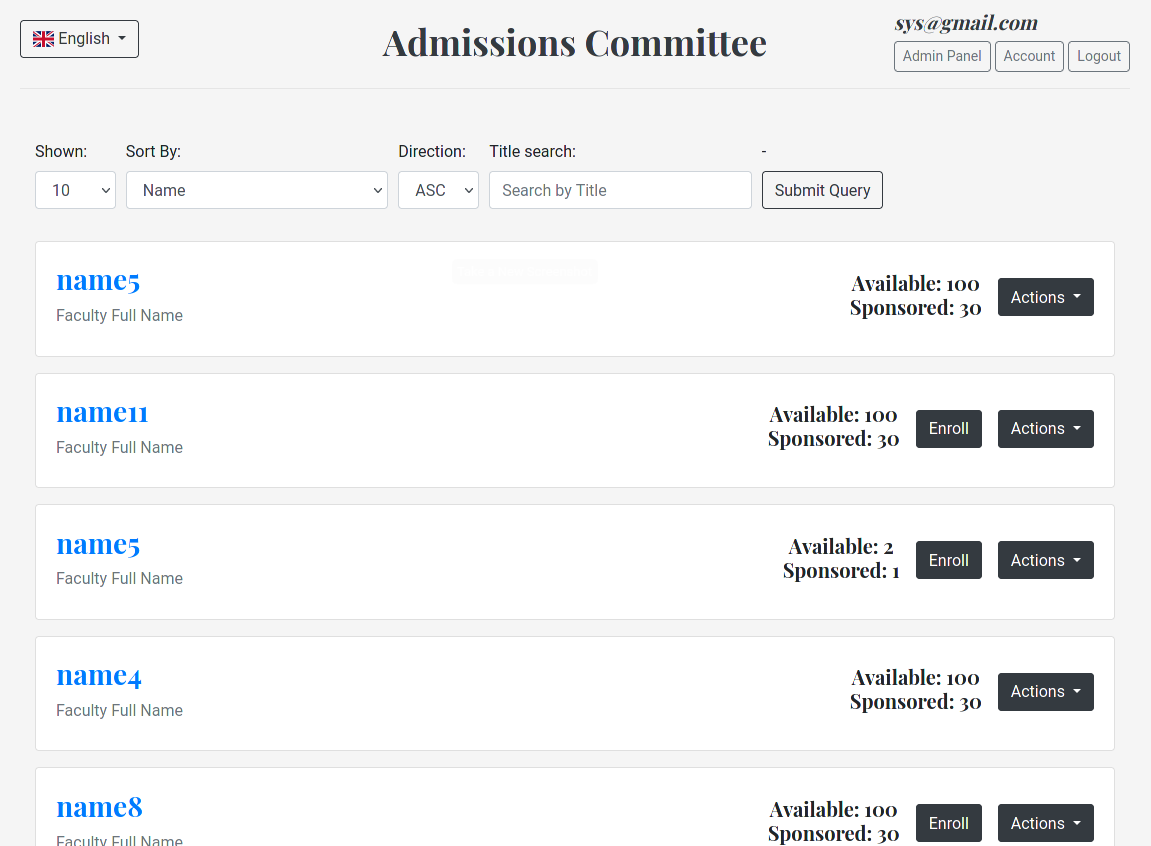 English
Admissions Committee
sys@gmail.com
Admin Panel
Account
Logout
Shown:
Sort By:
Direction:
Title search:
-
10
Name
ASC
Search by Title
Submit Query
name5
Faculty Full Name
Available: 100
Sponsored: 30
Actions
name11
Faculty Full Name
Available: 100
Sponsored: 30
Enroll
Actions
name5
Faculty Full Name
Available: 2
Sponsored: 1
Enroll
Actions
name4
Faculty Full Name
Available: 100
Sponsored: 30
Actions
name8
Faculty Full Name
Available: 100
Sponsored: 30
Enroll
Actions